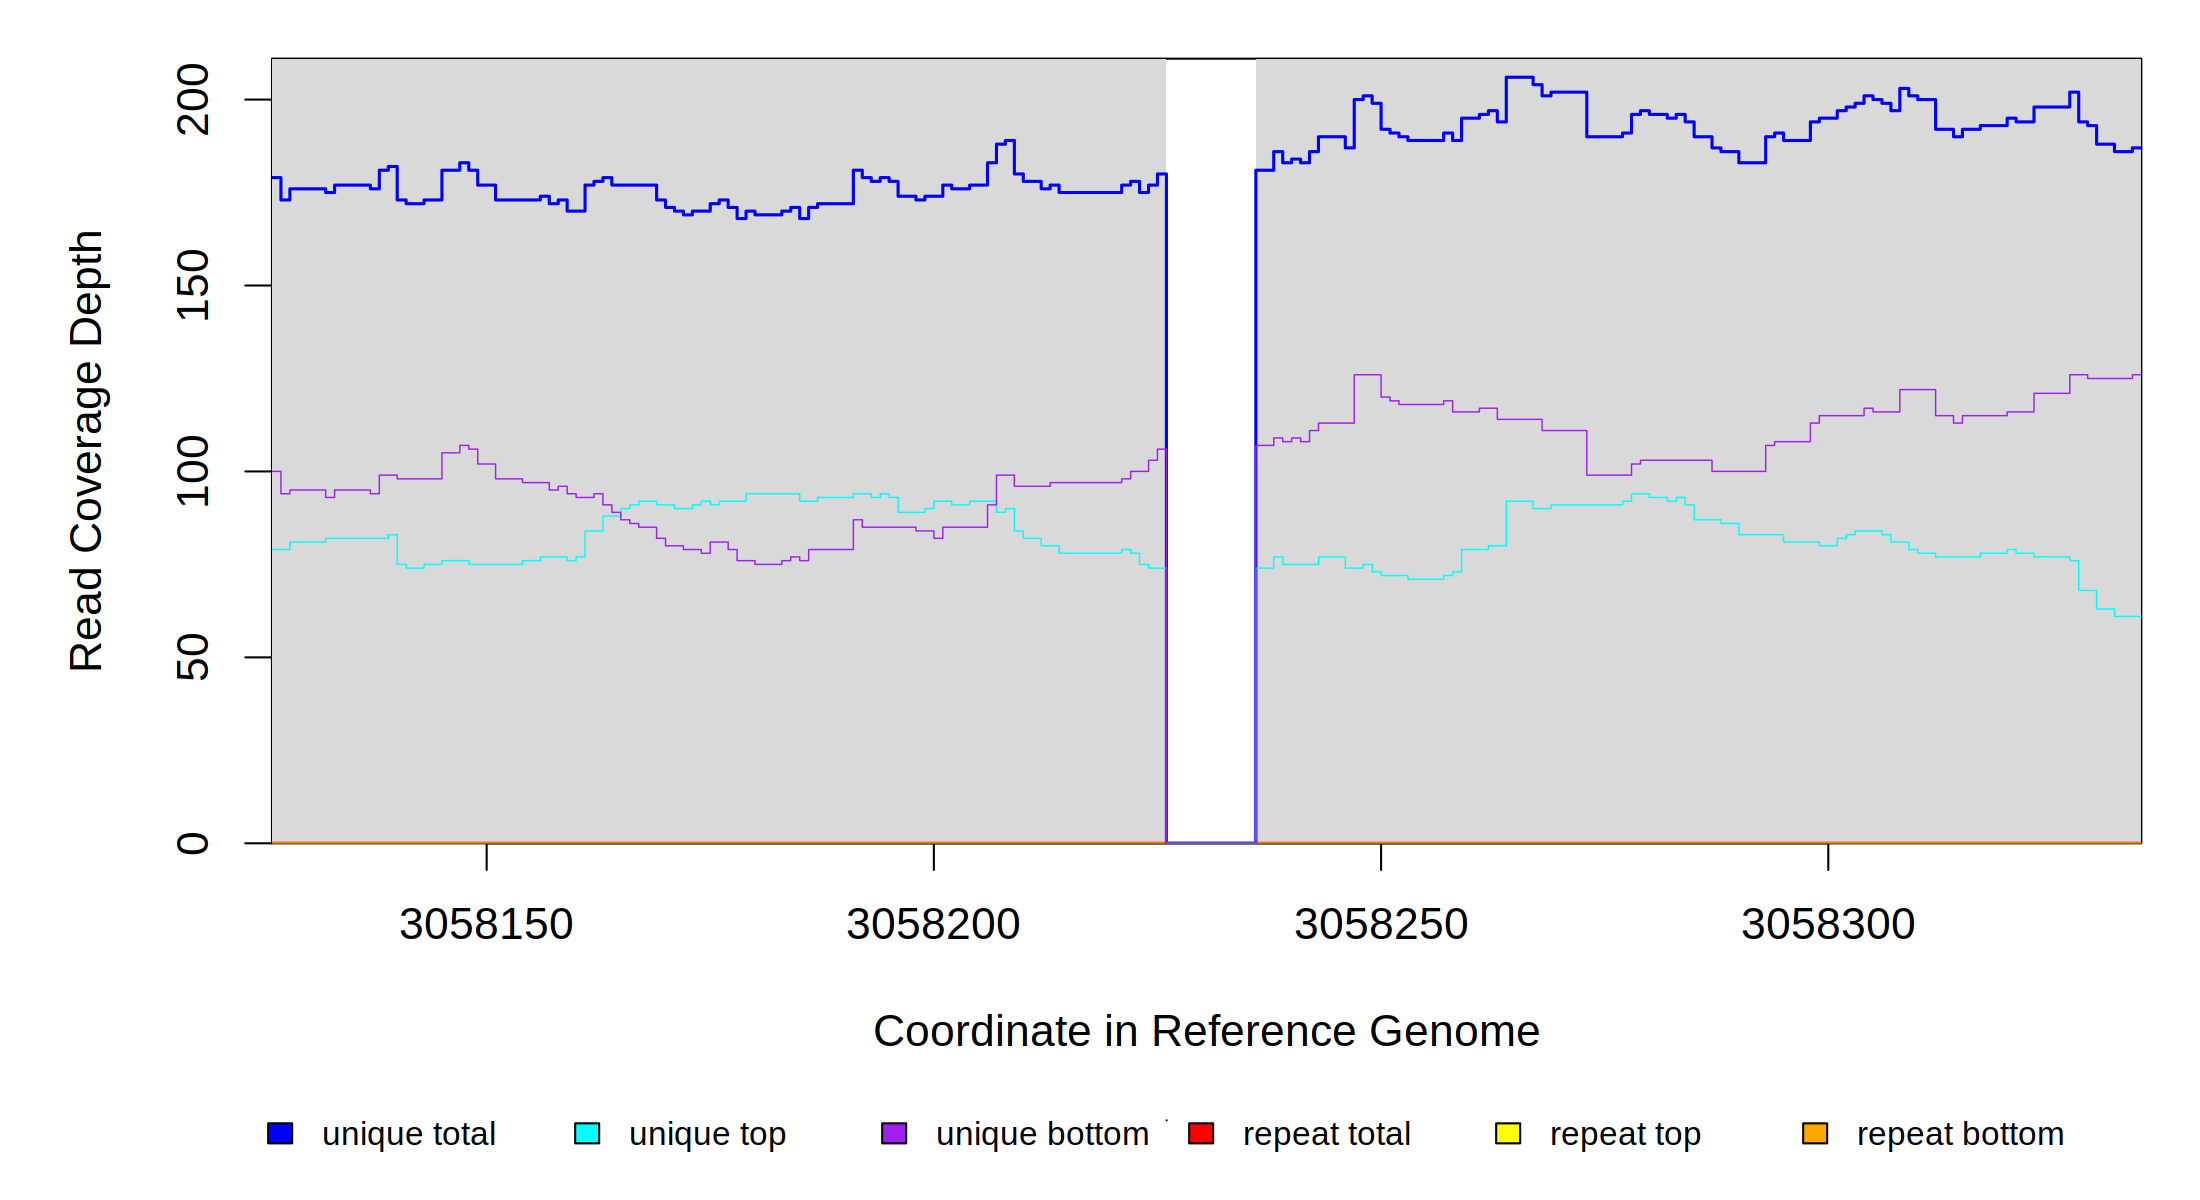 Read Coverage Depth
200
150
100
50
0
3058150 3058200 3058250 3058300
Coordinate in Reference Genome
unique total unique top unique bottom repeat total repeat top repeat bottom